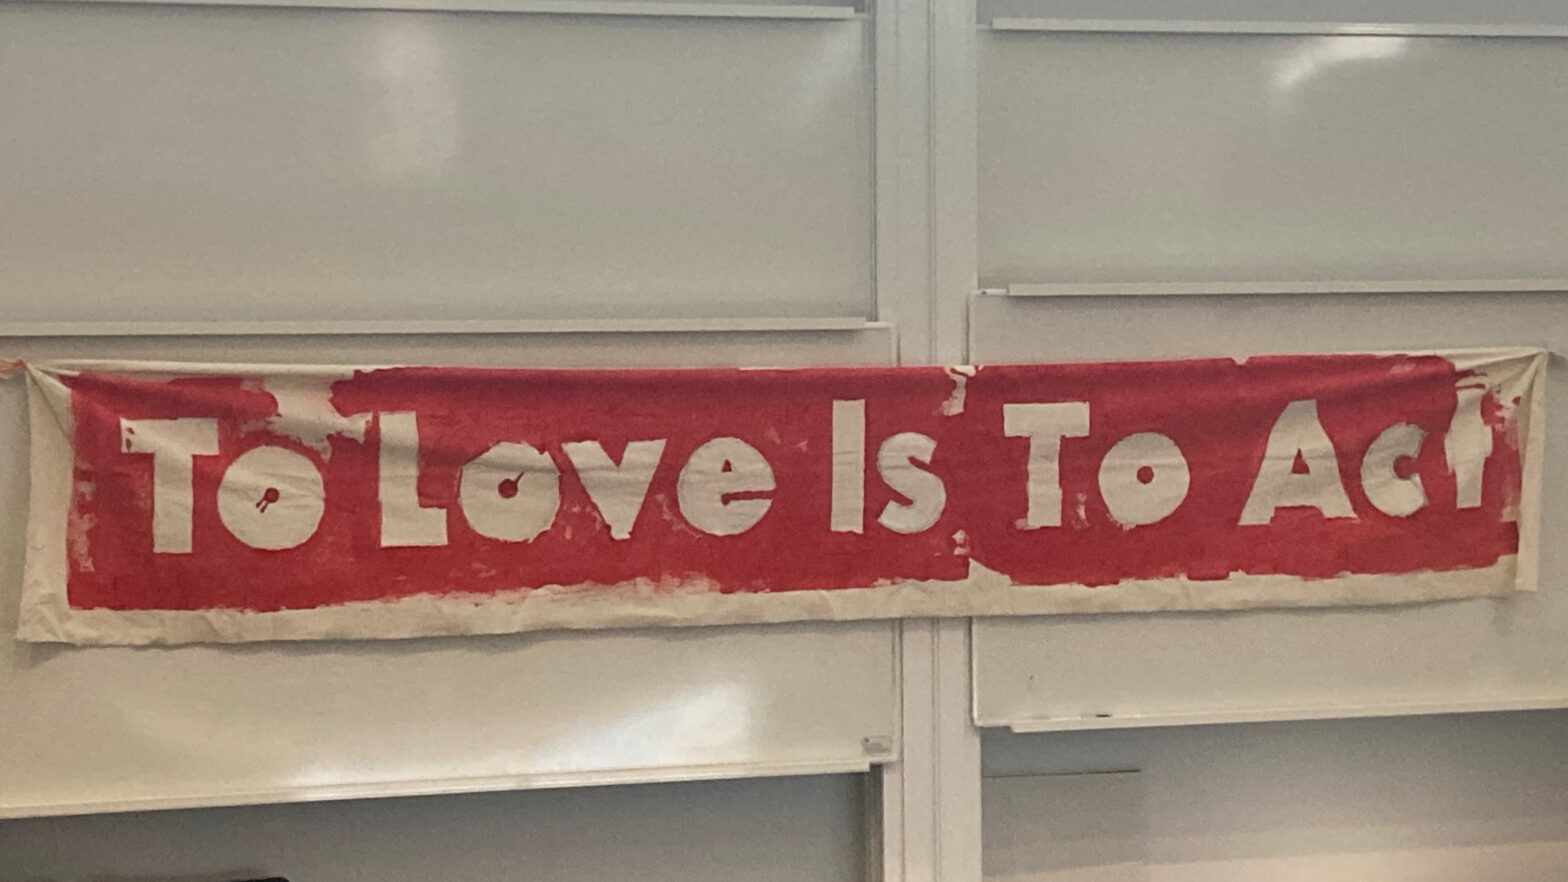 To Love Is To Act